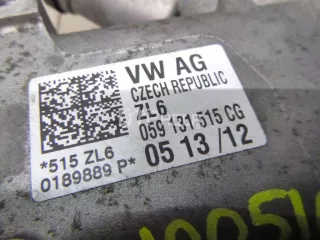 VW AG
CZECH REPUBLIC
ZL6
059 131 515 CG
*515 ZL6
0189889 P*
05 13/12